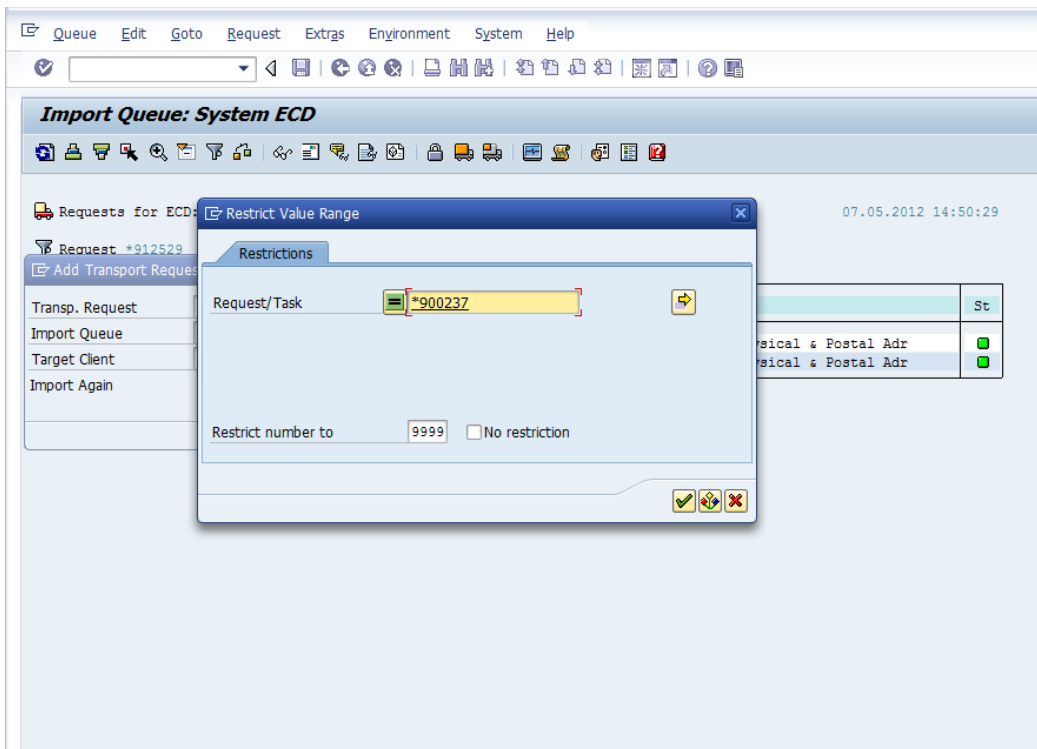 Queue Edit Goto Request Extras Environment System Help
Import Queue: System ECD
Requests for ECD:
07.05.2012 14:50:29
Request *912529
Restrict Value Range
Restrictions
Add Transport Reques
Request/Task = *900237
St
Transp. Request
Import Queue
Target Client
Import Again
sical & Postal Adr
sical & Postal Adr
Restrict number to 9999 No restriction